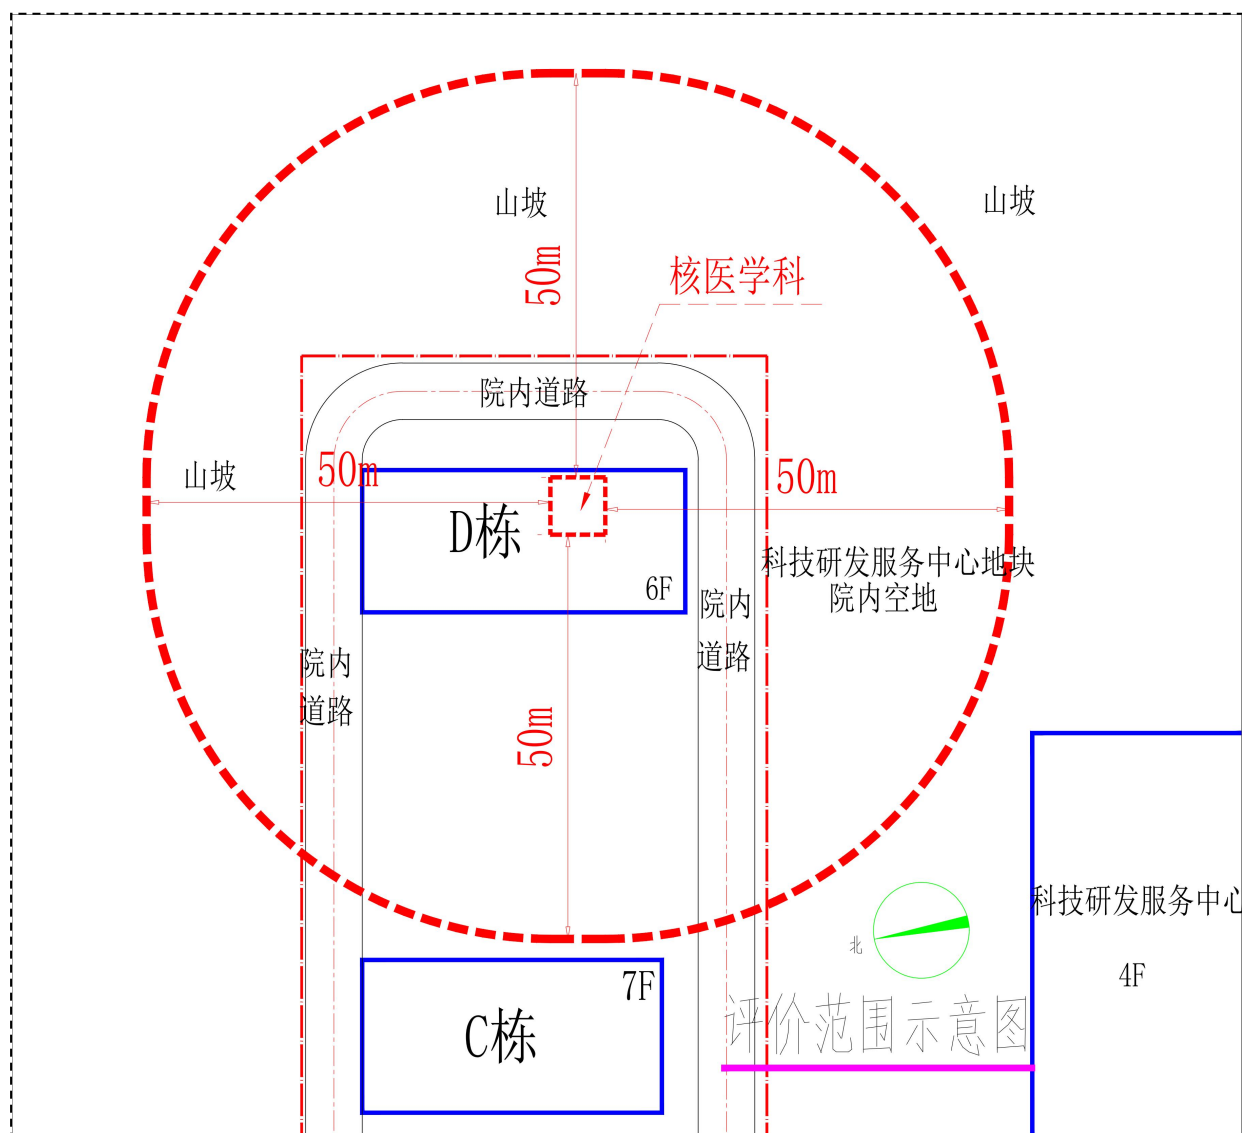 山坡
山坡
50m
核医学科
院内道路
山坡
50m
50m
D栋
6F
科技研发服务中心地块
院内空地
院内
道路
院内
道路
50m
科技研发服务中心
北
7F
4F
C栋
评价范围示意图